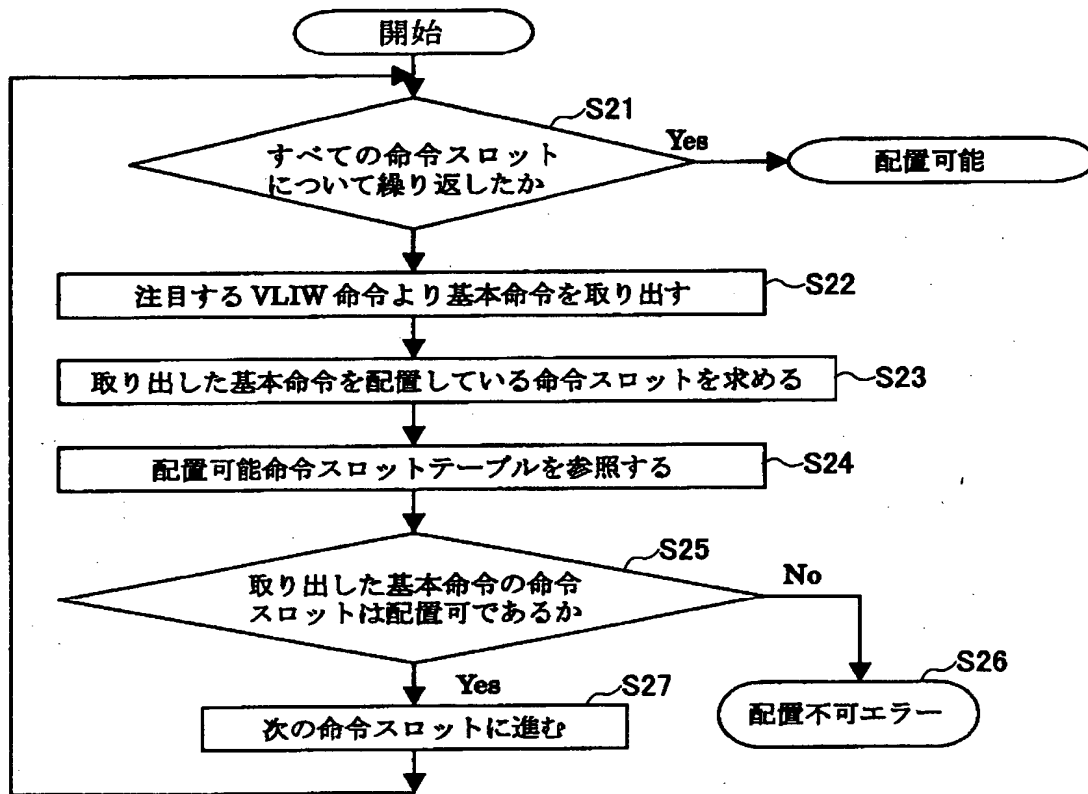 開始
S21
すべての命令スロット
について繰り返したか
Yes
配置可能
注目するVLIW命令より基本命令を取り出す
S22
取り出した基本命令を配置している命令スロットを求める
S23
配置可能命令スロットテーブルを参照する
S24
S25
取り出した基本命令の命令
スロットは配置可であるか
No
S26
配置不可エラー
Yes
S27
次の命令スロットに進む